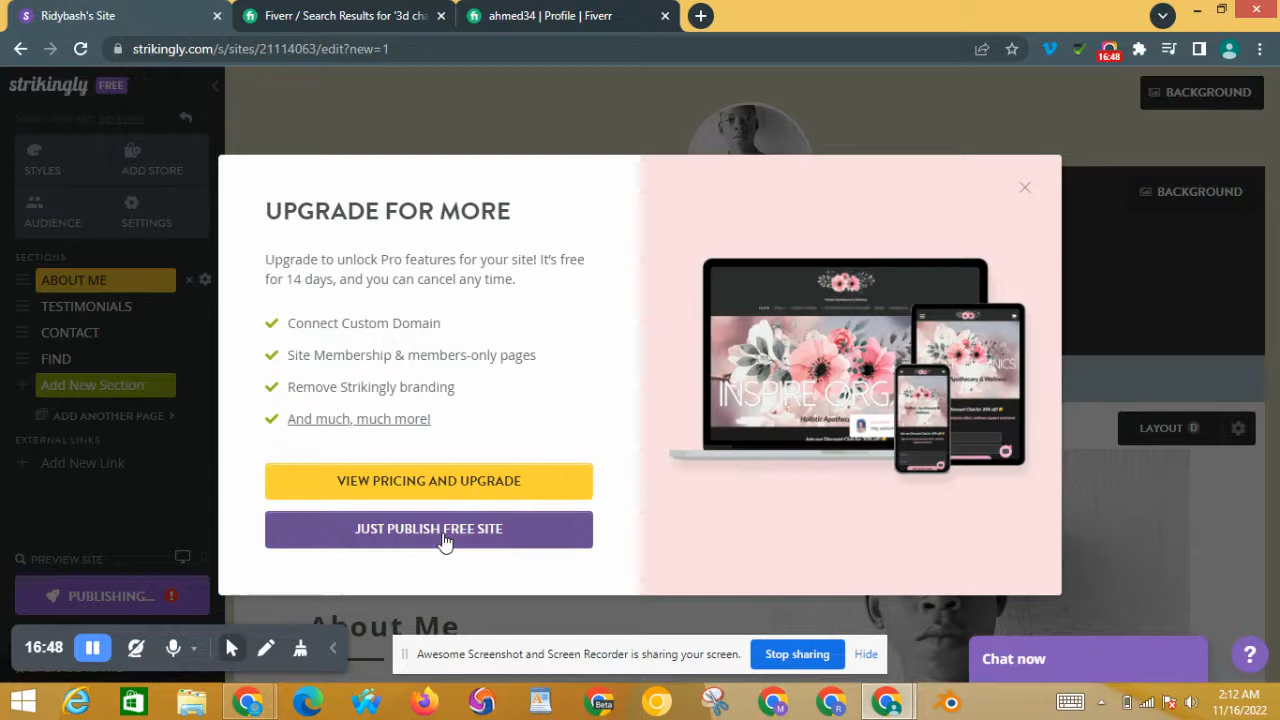 Ridybash's Site
Fiverr / Search Results for '3d cha
ahmed34 | Profile | Fiverr
strikingly.com/s/sites/21114063/edit?new=1
16:48
strikingly FREE
BACKGROUND
STYLES
ADD STORE
AUDIENCE
SETTINGS
SECTIONS
ABOUT ME
TESTIMONIALS
CONTACT
FIND
Add New Section
ADD ANOTHER PAGE
EXTERNAL LINKS
Add New Link
PREVIEW SITE
PUBLISHING...
UPGRADE FOR MORE
Upgrade to unlock Pro features for your site! It's free
for 14 days, and you can cancel any time.
Connect Custom Domain
Site Membership & members-only pages
Remove Strikingly branding
Add much, much more!
VIEW PRICING AND UPGRADE
JUST PUBLISH FREE SITE
INSPIRE ORG
BACKGROUND
LAYOUT D
About Me
16:48
Awesome Screenshot and Screen Recorder is sharing your screen.
Stop sharing
Hide
Chat now
?
Beta
M
R
2:12 AM
11/16/2022